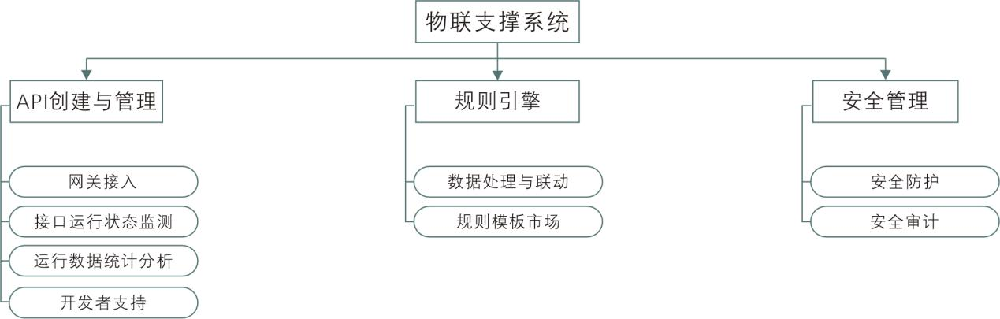 物联支撑系统
API创建与管理
规则引擎
安全管理
网关接入
数据处理与联动
安全防护
接口运行状态监测
规则模板市场
安全审计
运行数据统计分析
开发者支持